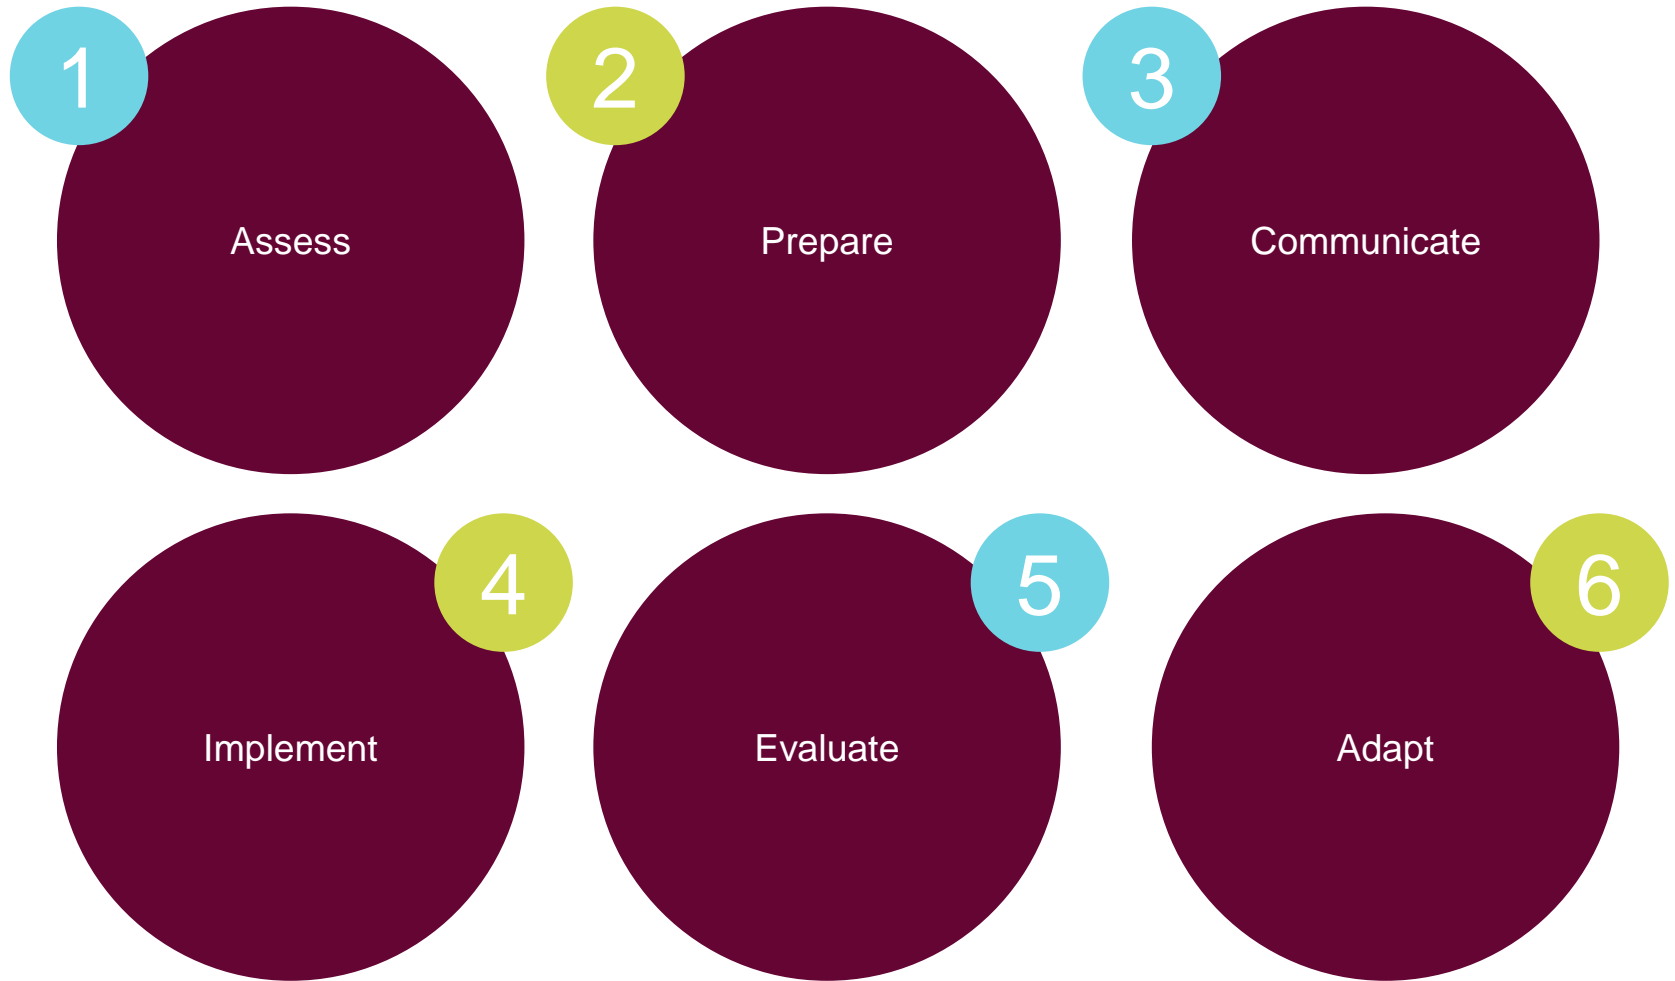 1
Assess
2
Prepare
3
Communicate
4
Implement
5
Evaluate
6
Adapt